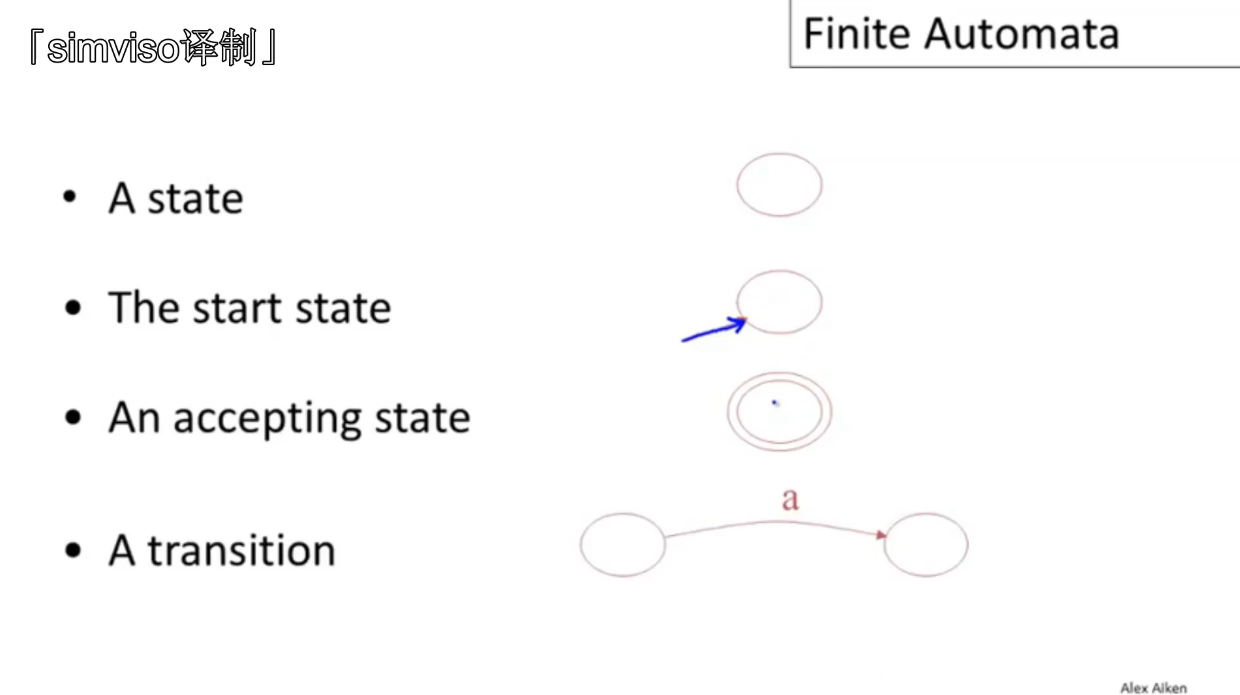 「simviso译制」
Finite Automata
• A state
• The start state
• An accepting state
a
• A transition
Alex Aiken